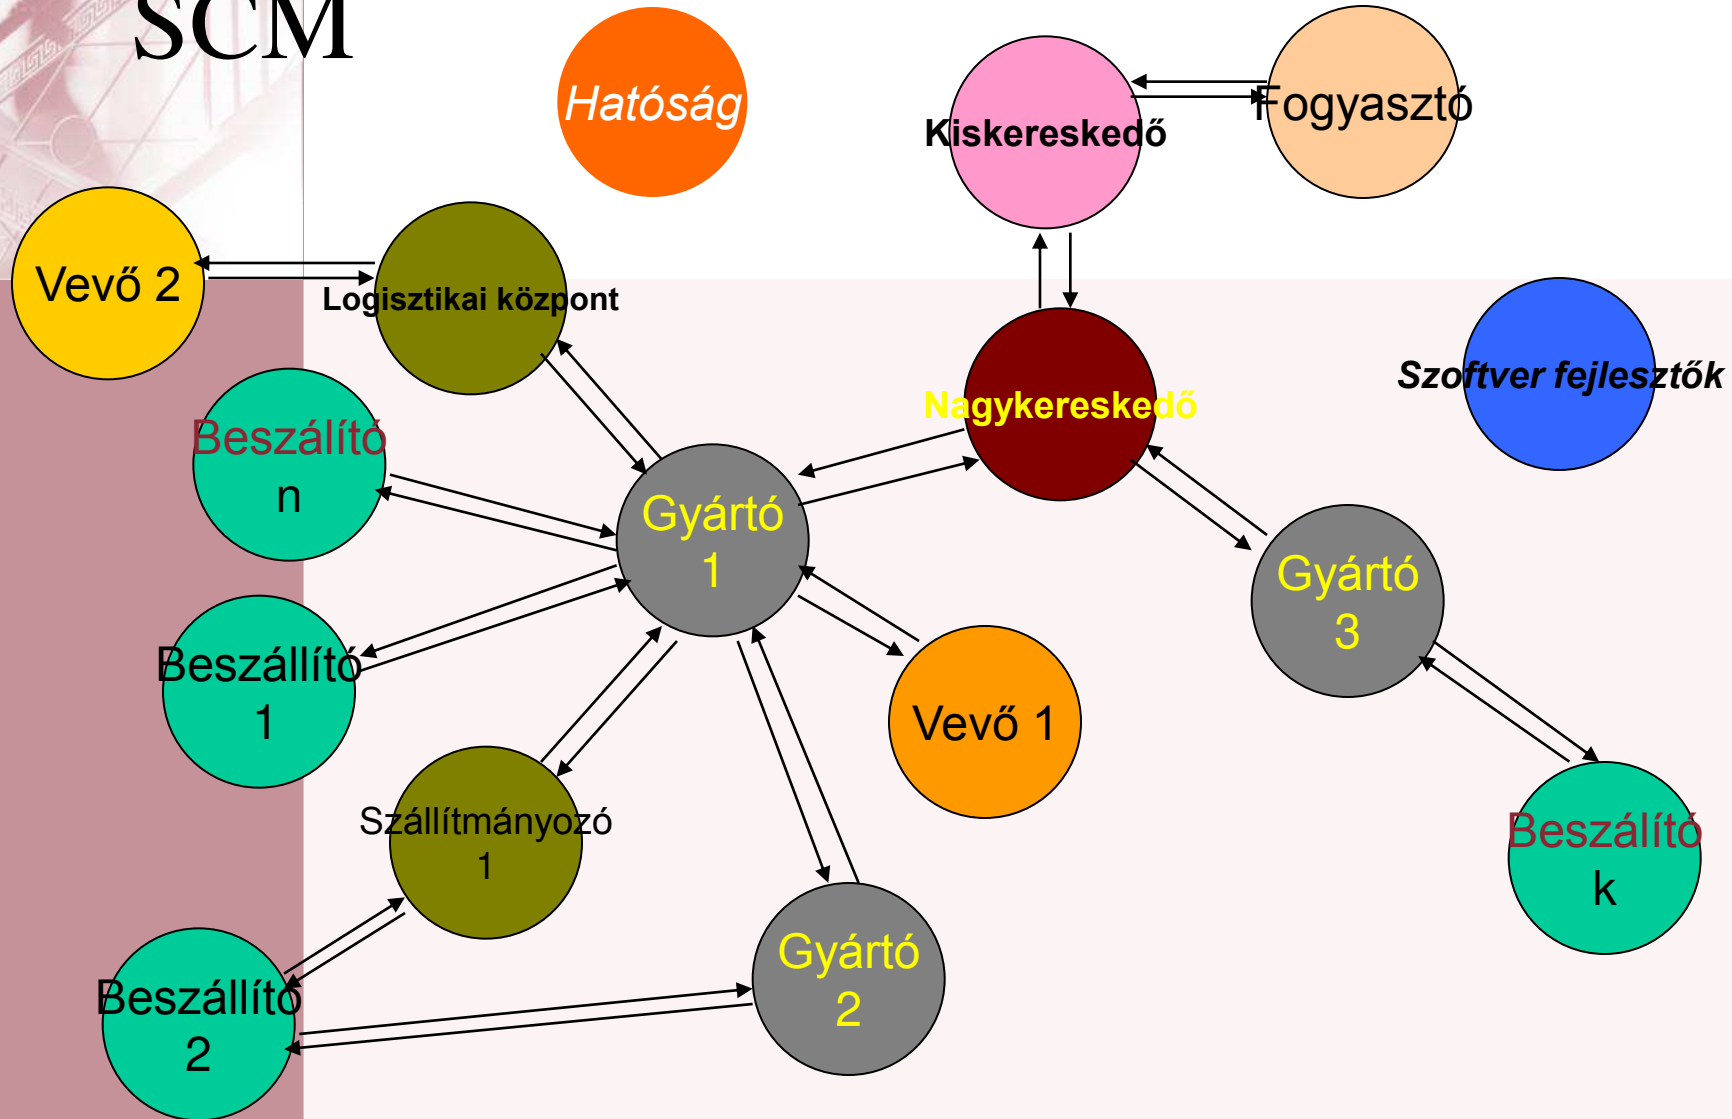 SCM
Hatóság
Kiskereskedő
Fogyasztó
Vevő 2
Logisztikai központ
Szoftver fejlesztők
Nagykereskedő
Beszálító
n
Gyártó
1
Gyártó
3
Beszállító
1
Vevő 1
Szállítmányozó
1
Beszálító
k
Gyártó
2
Beszállító
2